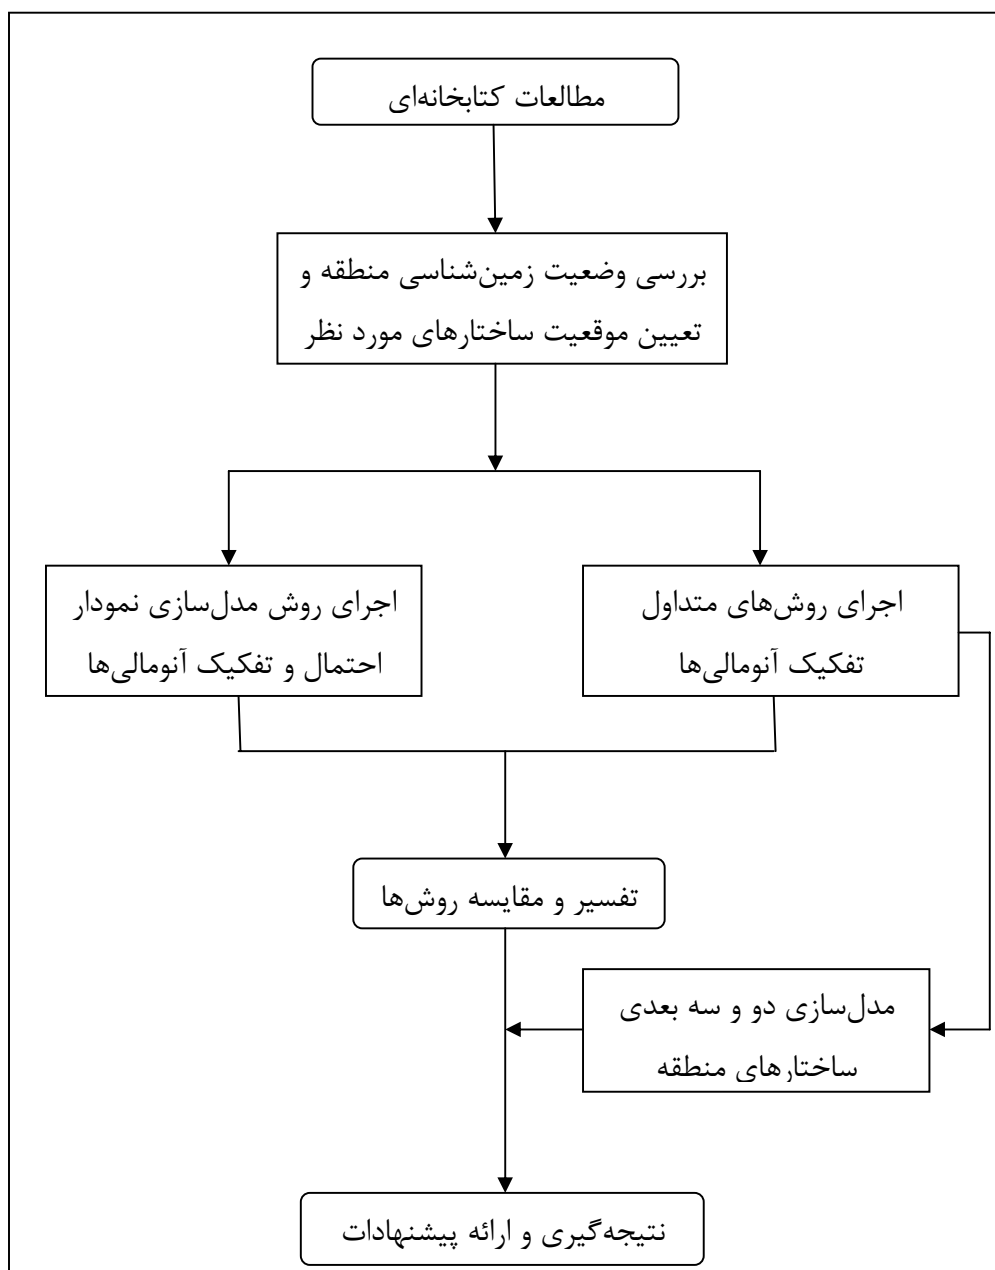 مطالعات کتابخانه‌ای
بررسی وضعیت زمین‌شناسی منطقه و
تعیین موقعیت ساختارهای مورد نظر
اجرای روش‌های متداول
تفکیک آنومالی‌ها
اجرای روش مدل‌سازی نمودار
احتمال و تفکیک آنومالی‌ها
تفسیر و مقایسه روش‌ها
مدل‌سازی دو و سه بعدی
ساختارهای منطقه
نتیجه‌گیری و ارائه پیشنهادات